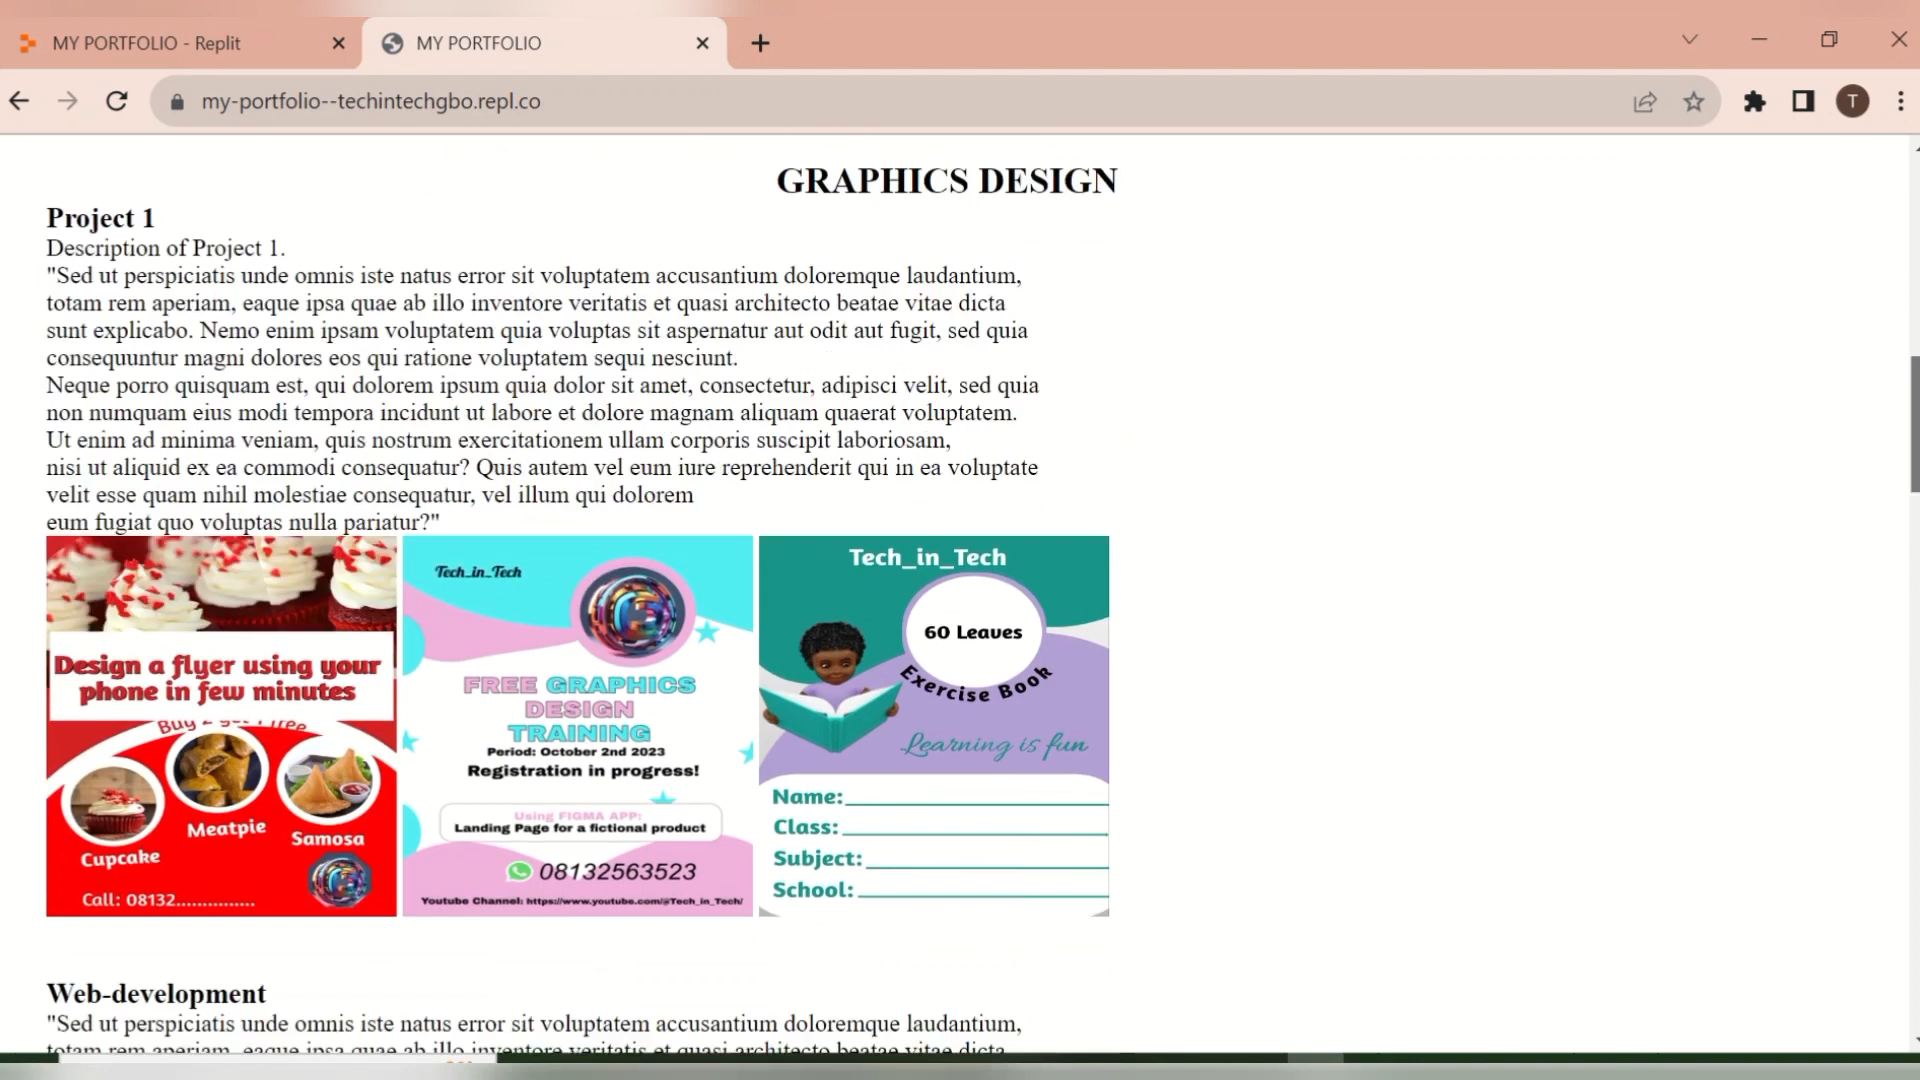 MY PORTFOLIO - Replit
MY PORTFOLIO
my-portfolio--techintechgbo.repl.co
T
GRAPHICS DESIGN
Project 1
Description of Project 1.
"Sed ut perspiciatis unde omnis iste natus error sit voluptatem accusantium doloremque laudantium,
totam rem aperiam, eaque ipsa quae ab illo inventore veritatis et quasi architecto beatae vitae dicta
sunt explicabo. Nemo enim ipsam voluptatem quia voluptas sit aspernatur aut odit aut fugit, sed quia
consequuntur magni dolores eos qui ratione voluptatem sequi nesciunt.
Neque porro quisquam est, qui dolorem ipsum quia dolor sit amet, consectetur, adipisci velit, sed quia
non numquam eius modi tempora incidunt ut labore et dolore magnam aliquam quaerat voluptatem.
Ut enim ad minima veniam, quis nostrum exercitationem ullam corporis suscipit laboriosam,
nisi ut aliquid ex ea commodi consequatur? Quis autem vel eum iure reprehenderit qui in ea voluptate
velit esse quam nihil molestiae consequatur, vel illum qui dolorem
eum fugiat quo voluptas nulla pariatur?"
Design a flyer using your
phone in few minutes
Buy 2 get 1 free
Cupcake
Meatpie
Samosa
Call: 08132..............
Tech_in_Tech
FREE GRAPHICS
DESIGN
TRAINING
Period: October 2nd 2023
Registration in progress!
Using FIGMA APP:
Landing Page for a fictional product
08132563523
Youtube Channel: https://www.youtube.com/@Tech_in_Tech/
Tech_in_Tech
60 Leaves
Exercise Book
Learning is fun
Name:
Class:
Subject:
School:
Web-development
"Sed ut perspiciatis unde omnis iste natus error sit voluptatem accusantium doloremque laudantium,
totam rem aperiam, eaque ipsa quae ab illo inventore veritatis et quasi architecto beatae vitae dicta